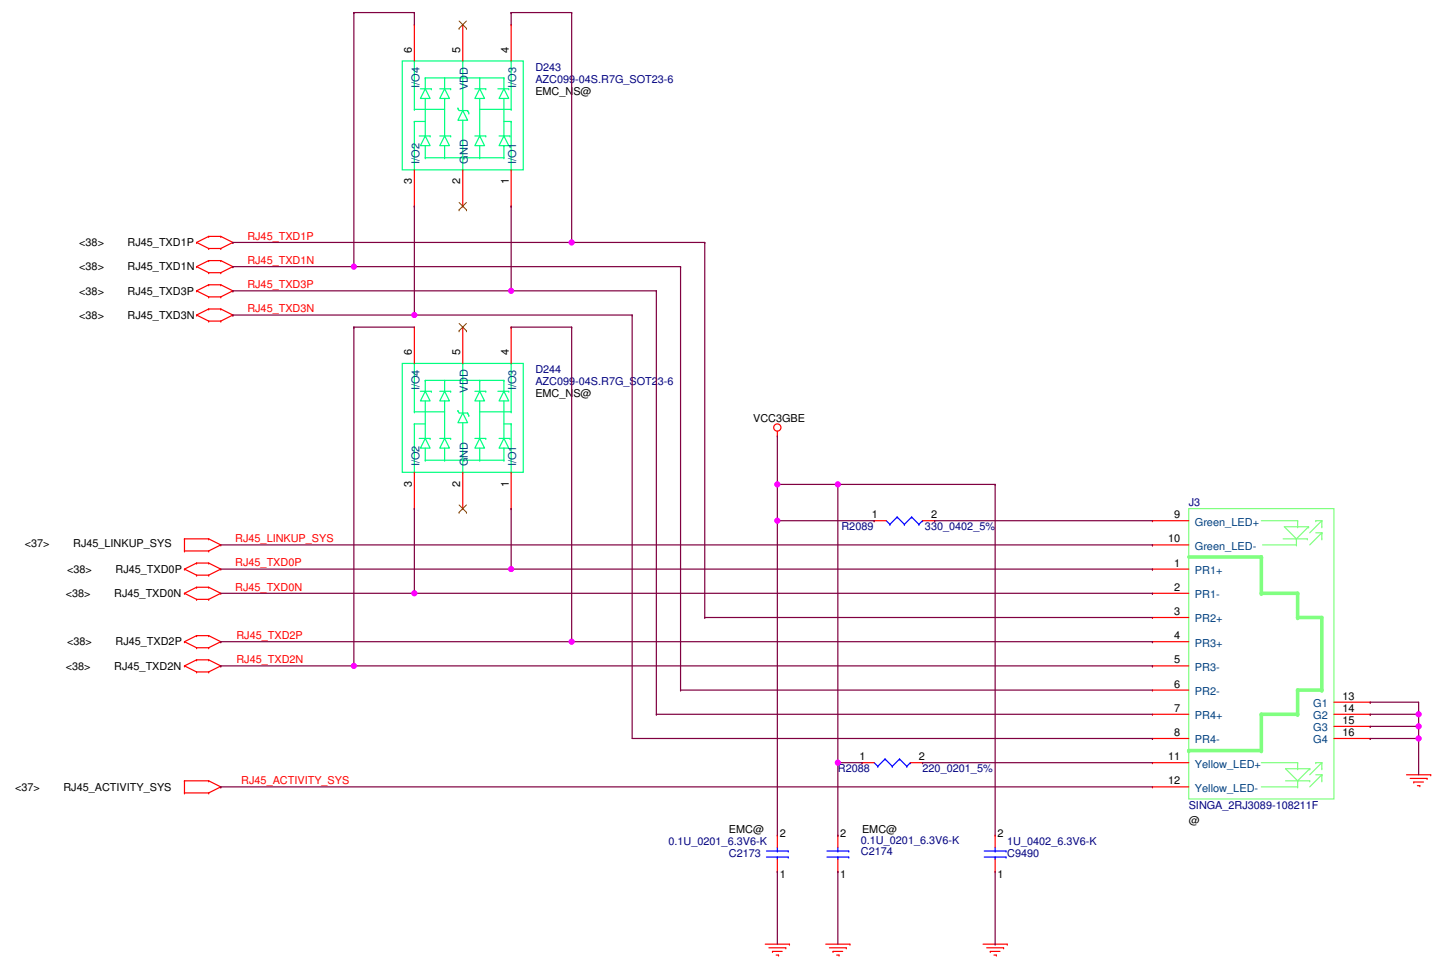 6
5
4
I/O4
VDD
I/O3
I/O2
GND
I/O1
3
2
1
D243
AZC099-04S.R7G_SOT23-6
EMC_NS@
<38> RJ45_TXD1P RJ45_TXD1P
<38> RJ45_TXD1N RJ45_TXD1N
<38> RJ45_TXD3P RJ45_TXD3P
<38> RJ45_TXD3N RJ45_TXD3N
6
5
4
I/O4
VDD
I/O3
I/O2
GND
I/O1
3
2
1
D244
AZC099-04S.R7G_SOT23-6
EMC_NS@
VCC3GBE
<37> RJ45_LINKUP_SYS RJ45_LINKUP_SYS
<38> RJ45_TXD0P RJ45_TXD0P
<38> RJ45_TXD0N RJ45_TXD0N
<38> RJ45_TXD2P RJ45_TXD2P
<38> RJ45_TXD2N RJ45_TXD2N
<37> RJ45_ACTIVITY_SYS RJ45_ACTIVITY_SYS
1 2
R2089 330_0402_5%
1 2
R2088 220_0201_5%
J3
9 Green_LED+
10 Green_LED-
1 PR1+
2 PR1-
3 PR2+
4 PR3+
5 PR3-
6 PR2-
7 PR4+
8 PR4-
11 Yellow_LED+
12 Yellow_LED-
G1 13
G2 14
G3 15
G4 16
SINGA_2RJ3089-108211F
@
EMC@
0.1U_0201_6.3V6-K
C2173
2
1
EMC@
0.1U_0201_6.3V6-K
C2174
2
1
1U_0402_6.3V6-K
C9490
2
1